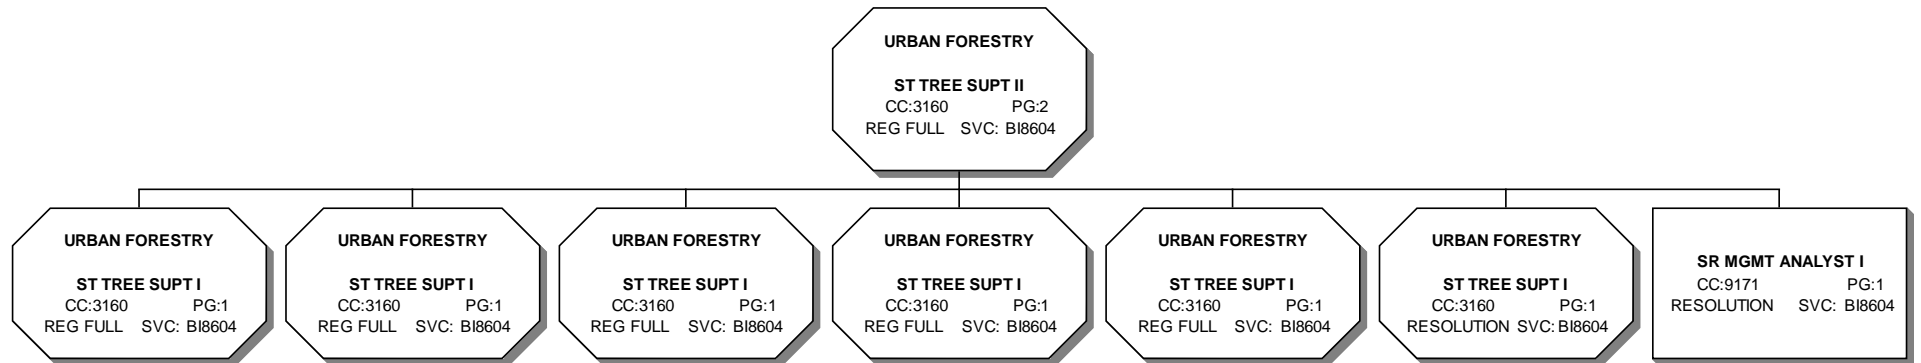 URBAN FORESTRY
ST TREE SUPT II
CC:3160 PG:2
REG FULL SVC: BI8604
URBAN FORESTRY
ST TREE SUPT I
CC:3160 PG:1
REG FULL SVC: BI8604
URBAN FORESTRY
ST TREE SUPT I
CC:3160 PG:1
REG FULL SVC: BI8604
URBAN FORESTRY
ST TREE SUPT I
CC:3160 PG:1
REG FULL SVC: BI8604
URBAN FORESTRY
ST TREE SUPT I
CC:3160 PG:1
REG FULL SVC: BI8604
URBAN FORESTRY
ST TREE SUPT I
CC:3160 PG:1
REG FULL SVC: BI8604
URBAN FORESTRY
ST TREE SUPT I
CC:3160 PG:1
RESOLUTION SVC: BI8604
SR MGMT ANALYST I
CC:9171 PG:1
RESOLUTION SVC: BI8604